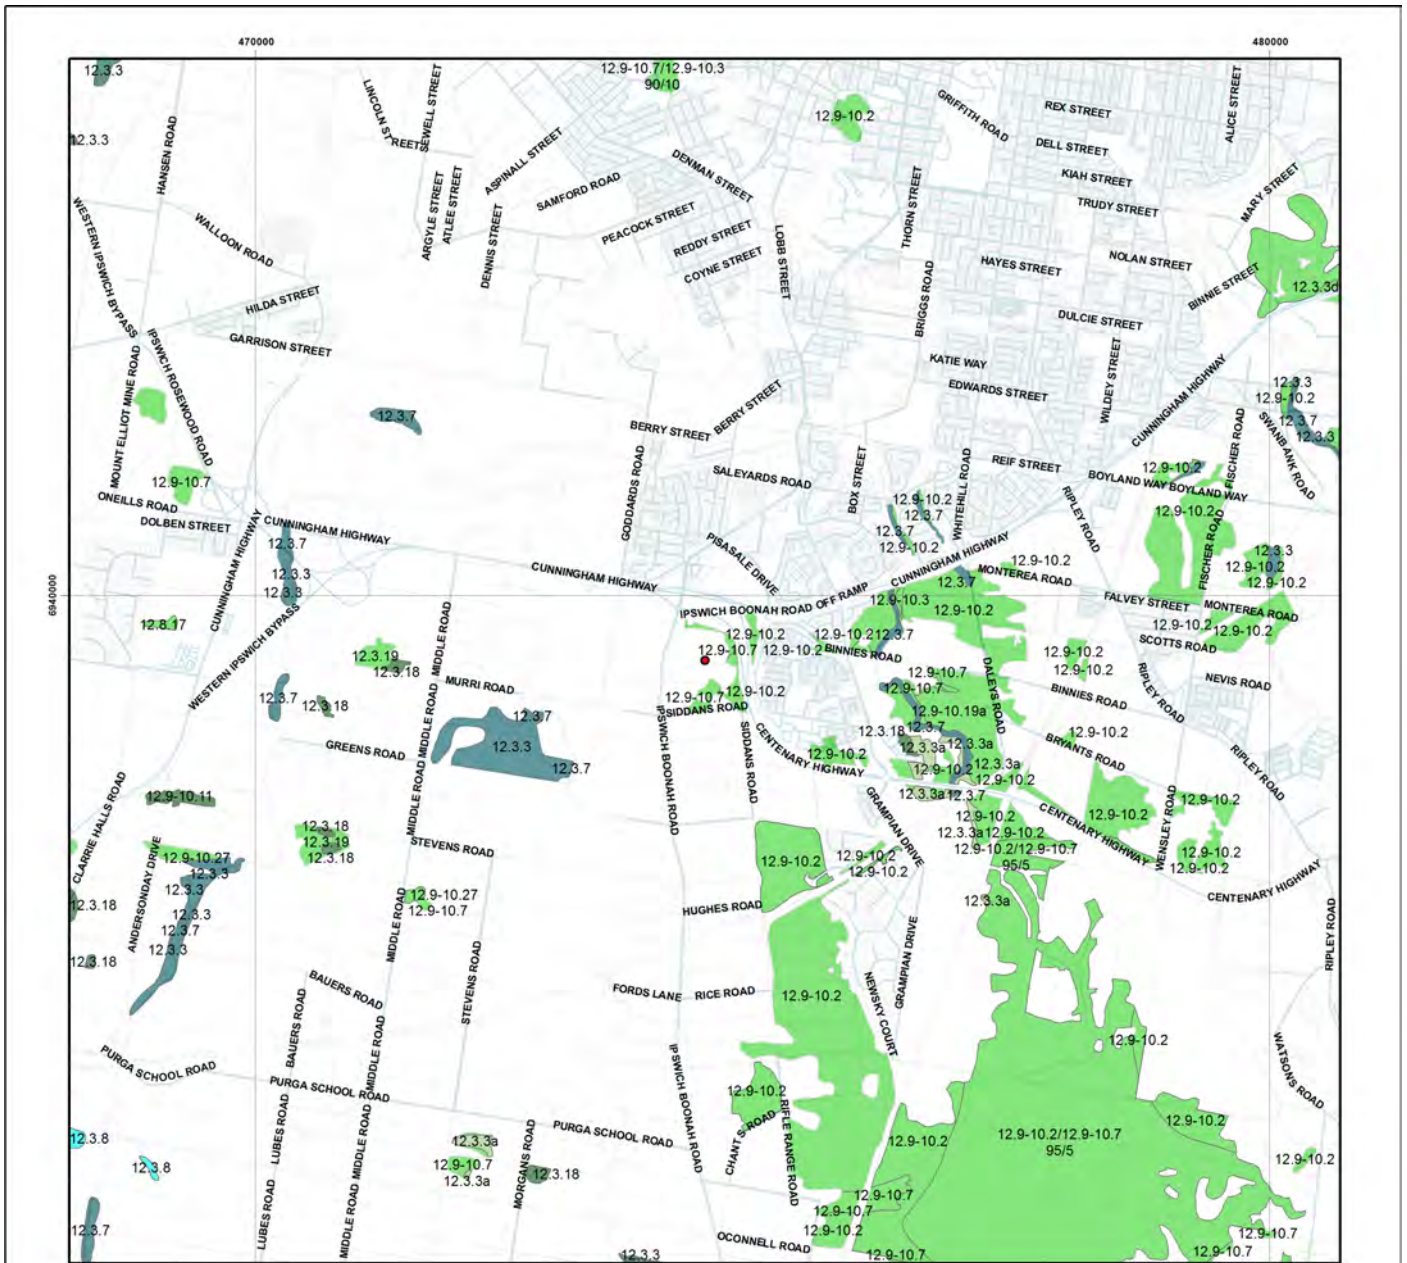 470000
480000
12.3.3
12.9-10.7/12.9-10.3
90/10
12.9-10.2
LINCOLN STREET
SEWELL STREET
GRIFFITH ROAD
REX STREET
ALICE STREET
12.3.3
HANSEN ROAD
ASPINALL STREET
DENMAN STREET
DELL STREET
KIAH STREET
SAMFORD ROAD
ARGYLE STREET
ATLEE STREET
DENNIS STREET
PEACOCK STREET
REDDY STREET
COYNE STREET
LOBB STREET
THORN STREET
TRUDY STREET
MARY STREET
WESTERN IPSWICH BYPASS
WALLOON ROAD
HAYES STREET
NOLAN STREET
BINNIE STREET
12.3.3d
HILDA STREET
GARRISON STREET
BRIGGS ROAD
DULCIE STREET
MOUNT ELLIOT MINE ROAD
IPSWICH ROSEWOOD ROAD
KATIE WAY
EDWARDS STREET
WILDEY STREET
CUNNINGHAM HIGHWAY
12.3.3
12.9-10.2
12.3.7
12.3.3
12.3.7
BERRY STREET
BERRY STREET
FISCHER ROAD
SWANBANK ROAD
GODDARDS ROAD
SALEYARDS ROAD
BOX STREET
WHITEHILL ROAD
REIF STREET
12.9-10.2
BOYLAND WAY
BOYLAND WAY
12.9-10.7
ONEILLS ROAD
DOLBEN STREET
CUNNINGHAM HIGHWAY
CUNNINGHAM HIGHWAY
12.9-10.2
12.3.7
12.3.7
12.9-10.2
RIPLEY ROAD
12.9-10.2
FISCHER ROAD
12.3.7
12.3.3
12.3.3
PISASALE DRIVE
CUNNINGHAM HIGHWAY
CUNNINGHAM HIGHWAY
12.9-10.2
MONTEREA ROAD
12.3.7
12.3.3
12.9-10.2
12.9-10.2
6940000
IPSWICH BOONAH ROAD OFF RAMP
12.9-10.3
12.9-10.2
FALVEY STREET
MONTEREA ROAD
12.8.17
WESTERN IPSWICH BYPASS
MIDDLE ROAD
12.9-10.2
12.9-10.7
12.9-10.2
12.9-10.2
12.3.7
BINNIES ROAD
12.9-10.2
12.9-10.2
SCOTTS ROAD
12.3.19
12.3.18
MURRI ROAD
12.9-10.7
12.9-10.7
DALEYS ROAD
12.9-10.2
12.9-10.2
BINNIES ROAD
RIPLEY ROAD
NEVIS ROAD
12.3.7
12.3.18
MIDDLE ROAD
12.3.7
12.9-10.7
12.9-10.2
SIDDANS ROAD
12.9-10.19a
12.3.7
GREENS ROAD
12.3.3
12.3.7
IPSWICH BOONAH ROAD
SIDDANS ROAD
CENTENARY HIGHWAY
12.9-10.2
12.3.18
12.3.3a
12.3.3a
12.9-10.2
12.3.3a
12.9-10.2
12.9-10.2
BRYANTS ROAD
RIPLEY ROAD
CLARRIE HALLS ROAD
12.9-10.11
MIDDLE ROAD
GRAMPIAN DRIVE
12.3.3a
12.3.7
12.9-10.2
12.9-10.2
WENSLEY ROAD
12.9-10.2
CENTENARY HIGHWAY
12.3.18
12.3.19
12.3.18
STEVENS ROAD
12.3.3a
12.9-10.2
12.9-10.2/12.9-10.7
95/5
12.9-10.2
12.9-10.2
ANDERSONDAY DRIVE
12.9-10.27
12.3.3
12.3.3
12.9-10.2
12.9-10.2
12.9-10.2
CENTENARY HIGHWAY
12.3.18
12.3.3
12.3.7
12.3.3
12.9-10.27
12.9-10.7
HUGHES ROAD
12.3.3a
RIPLEY ROAD
12.3.18
MIDDLE ROAD
STEVENS ROAD
GRAMPIAN DRIVE
BAUERS ROAD
BAUERS ROAD
FORDS LANE
RICE ROAD
12.9-10.2
NEWSKY COURT
12.9-10.2
PURGA SCHOOL ROAD
PURGA SCHOOL ROAD
MIDDLE ROAD
IPSWICH BOONAH ROAD
WATSONS ROAD
12.9-10.2
CHANTS ROAD
RIFLE RANGE ROAD
12.3.8
12.3.8
LUBES ROAD
MIDDLE ROAD
12.3.3a
12.9-10.7
12.3.3a
MORGANS ROAD
12.3.18
PURGA SCHOOL ROAD
12.9-10.2
12.9-10.2/12.9-10.7
95/5
12.9-10.2
12.9-10.2
12.3.7
LUBES ROAD
MIDDLE ROAD
12.9-10.7
12.9-10.7
12.9-10.2
OCONNELL ROAD
12.3.3
12.9-10.7
12.9-10.7
12.9-10.7